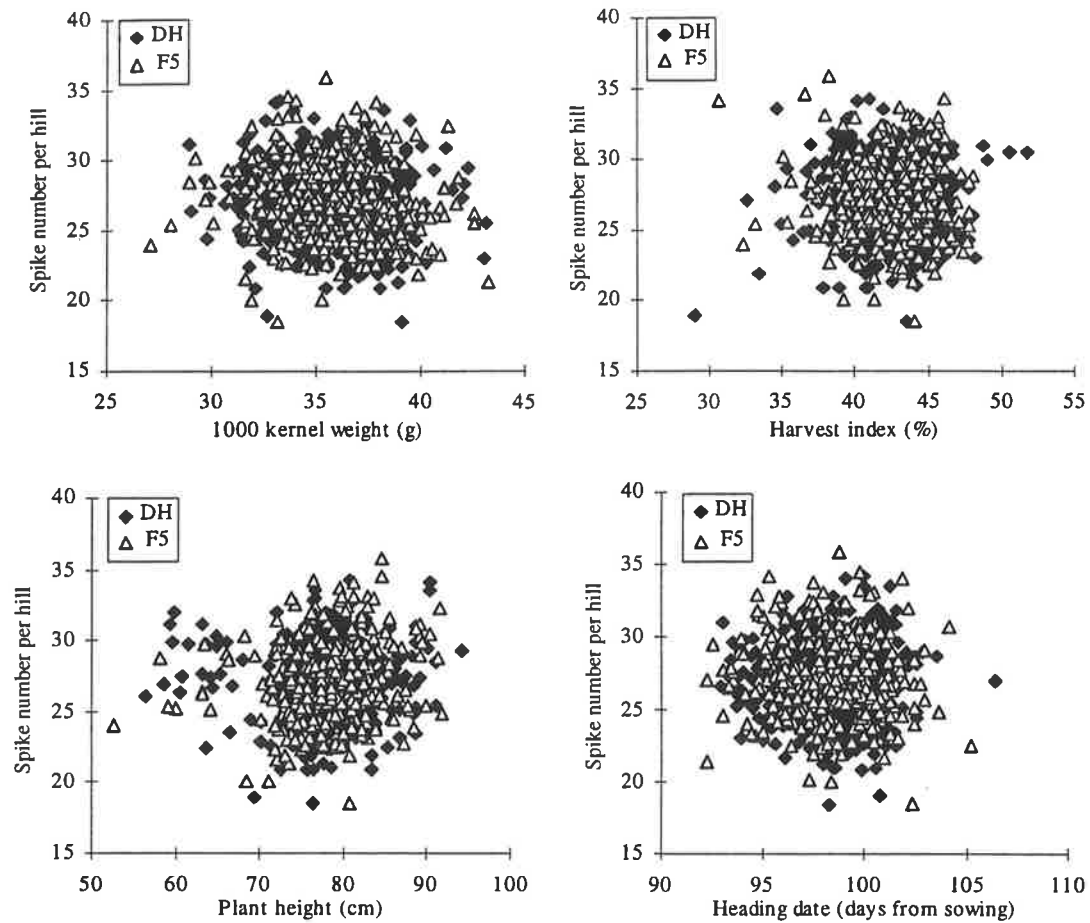 40
35
30
25
20
15
Spike number per hill
DH
F5
25 30 35 40 45
1000 kernel weight (g)
40
35
30
25
20
15
Spike number per hill
DH
F5
25 30 35 40 45 50 55
Harvest index (%)
40
35
30
25
20
15
Spike number per hill
DH
F5
50 60 70 80 90 100
Plant height (cm)
40
35
30
25
20
15
Spike number per hill
DH
F5
90 95 100 105 110
Heading date (days from sowing)